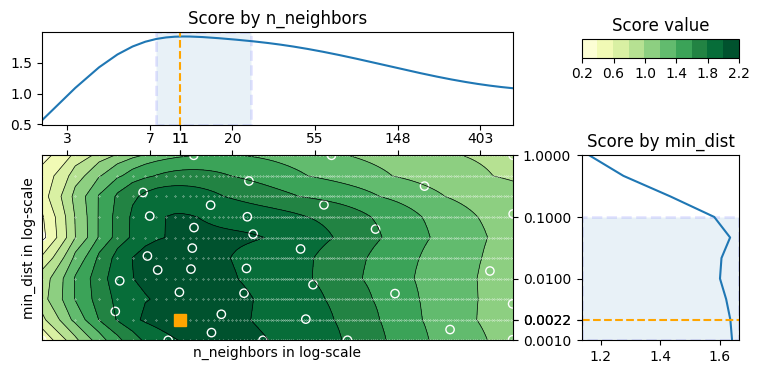 Score by n_neighbors
Score value
1.5
1.0
0.5
3 7 11 20 55 148 403
0.2 0.6 1.0 1.4 1.8 2.2
Score by min_dist
min_dist in log-scale
1.0000
0.1000
0.0100
0.0022
0.0010
n_neighbors in log-scale
1.2 1.4 1.6